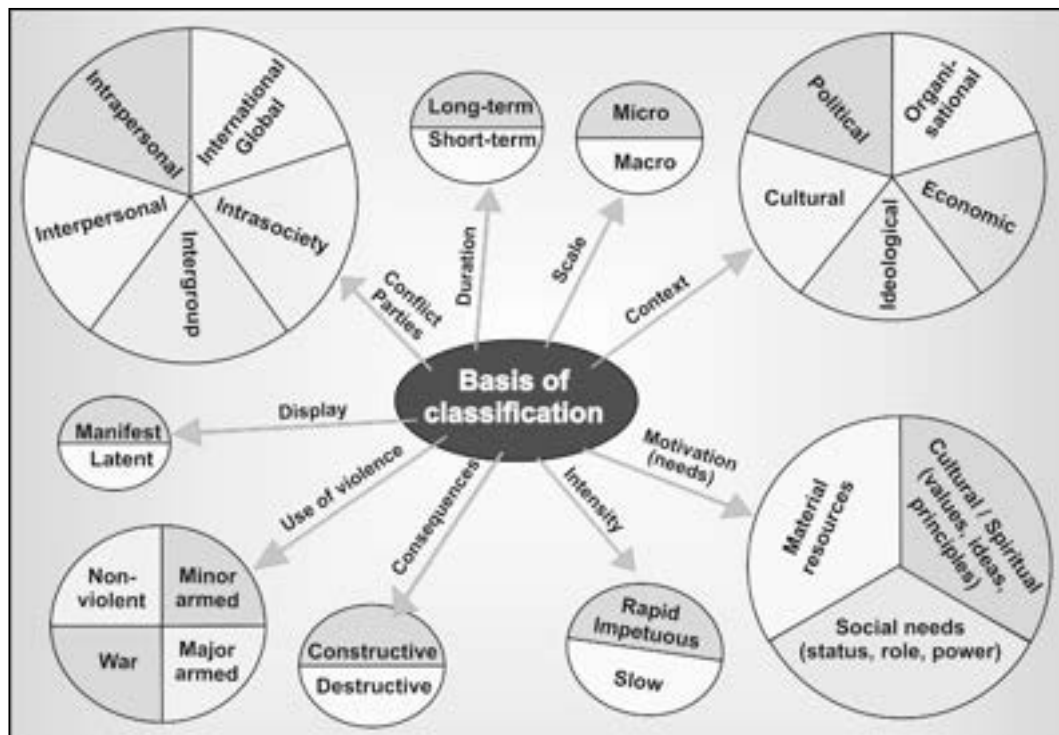 Intrapersonal
International
Global
Interpersonal
Intrasociety
Intergroup
Long-term
Short-term
Micro
Macro
Political
Organi-
sational
Cultural
Economic
Ideological
Conflict
Parties
Duration
Scale
Context
Basis of
classification
Display
Manifest
Latent
Use of violence
Consequences
Intensity
Motivation
(needs)
Non-
violent
Minor
armed
War
Major
armed
Constructive
Destructive
Rapid
Impetuous
Slow
Material
resources
Cultural / Spiritual
(values, ideas,
principles)
Social needs
(status, role, power)